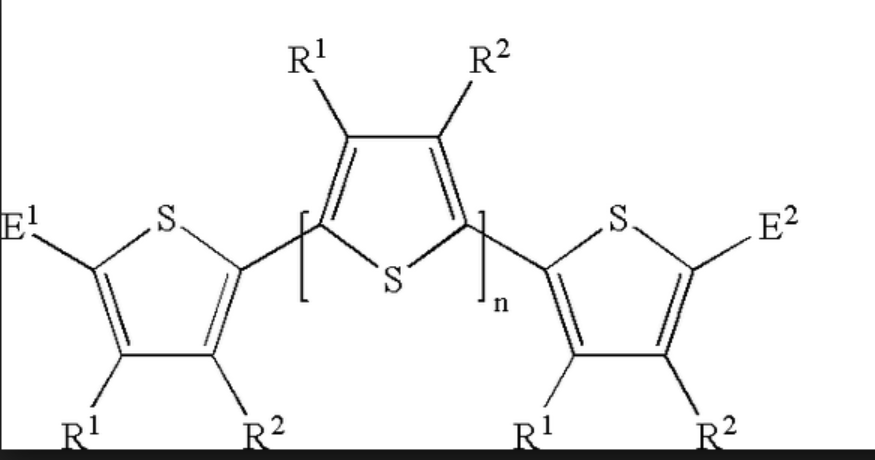 R¹ R²
E¹ S S E²
S
n
R¹ R² R¹ R²